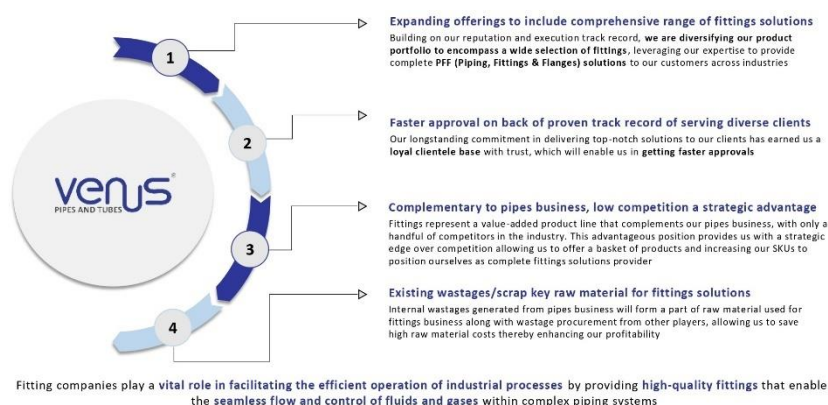 Expanding offerings to include comprehensive range of fittings solutions
Building on our reputation and execution track record, we are diversifying our product
portfolio to encompass a wide selection of fittings, leveraging our expertise to provide
complete PFF (Piping, Fittings & Flanges) solutions to our customers across industries
1
Faster approval on back of proven track record of serving diverse clients
2
Our longstanding commitment in delivering top-notch solutions to our clients has earned us a
loyal clientele base with trust, which will enable us in getting faster approvals
venus®
PIPES AND TUBES
Complementary to pipes business, low competition a strategic advantage
Fittings represent a value-added product line that complements our pipes business, with only a
handful of competitors in the industry. This advantageous position provides us with a strategic
edge over competition allowing us to offer a basket of products and increasing our SKUs to
position ourselves as complete fittings solutions provider
3
Existing wastages/scrap key raw material for fittings solutions
Internal wastages generated from pipes business will form a part of raw material used for
fittings business along with wastage procurement from other players, allowing us to save
high raw material costs thereby enhancing our profitability
4
Fitting companies play a vital role in facilitating the efficient operation of industrial processes by providing high-quality fittings that enable
the seamless flow and control of fluids and gases within complex piping systems